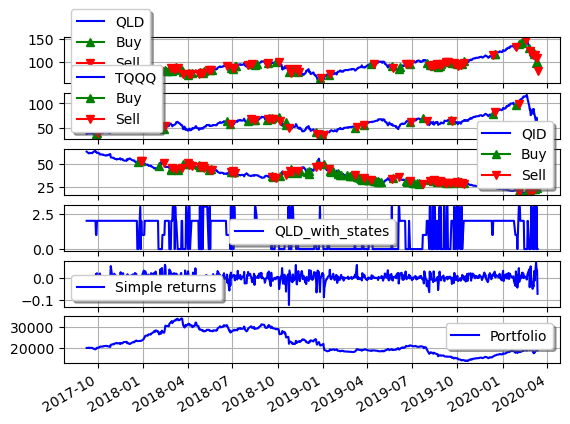 QLD
Buy
Sell
150
100
TQQQ
Buy
Sell
100
50
QID
Buy
Sell
50
25
2.5
0.0
QLD_with_states
0.0
−0.1
Simple returns
30000
20000
Portfolio
2017-10
2018-01
2018-04
2018-07
2018-10
2019-01
2019-04
2019-07
2019-10
2020-01
2020-04